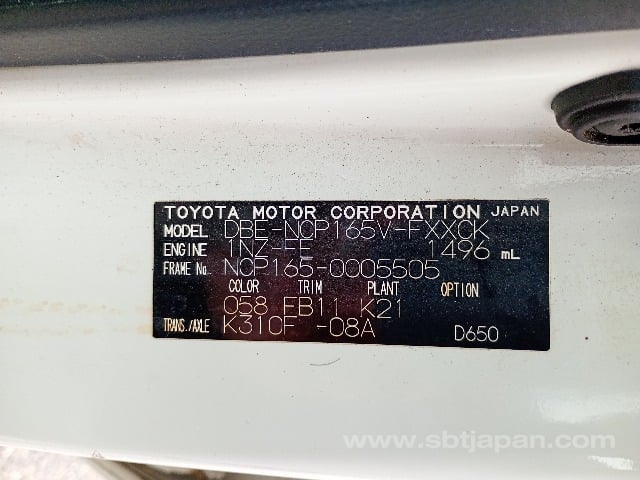 TOYOTA MOTOR CORPORATION JAPAN
MODEL DBE-NCP165V-FXXCK
ENGINE 1NZ-FE 1496 mL
FRAME No. NCP165-0005505
COLOR TRIM PLANT OPTION
058 FB11 K21
TRANS./AXLE K310F -08A D650
www.sbtjapan.com